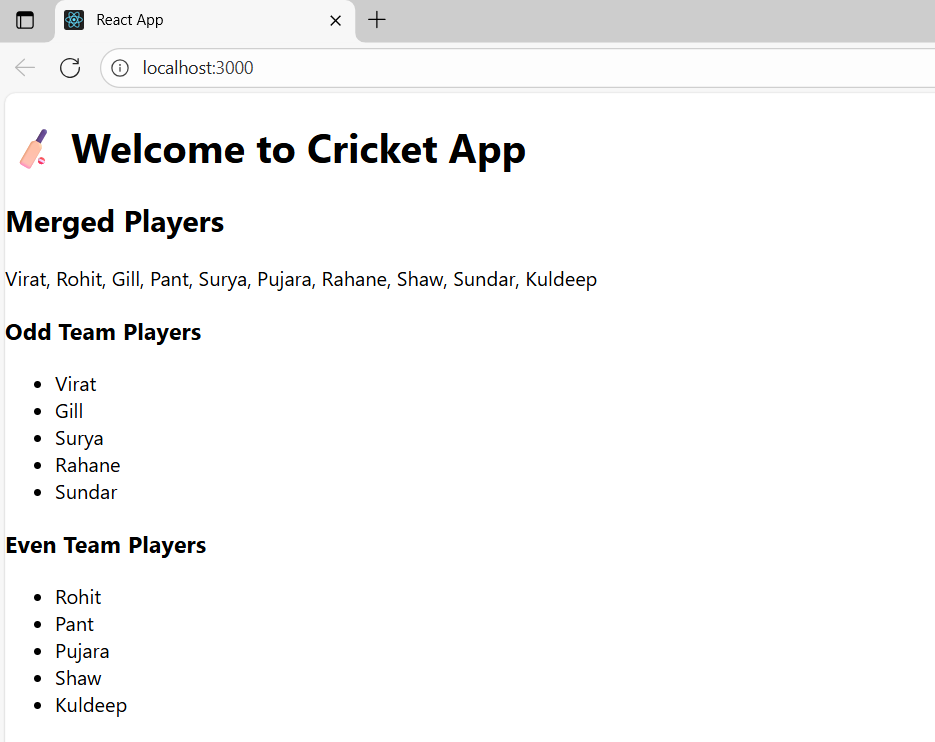 React App
localhost:3000
Welcome to Cricket App
Merged Players
Virat, Rohit, Gill, Pant, Surya, Pujara, Rahane, Shaw, Sundar, Kuldeep
Odd Team Players
Virat
Gill
Surya
Rahane
Sundar
Even Team Players
Rohit
Pant
Pujara
Shaw
Kuldeep